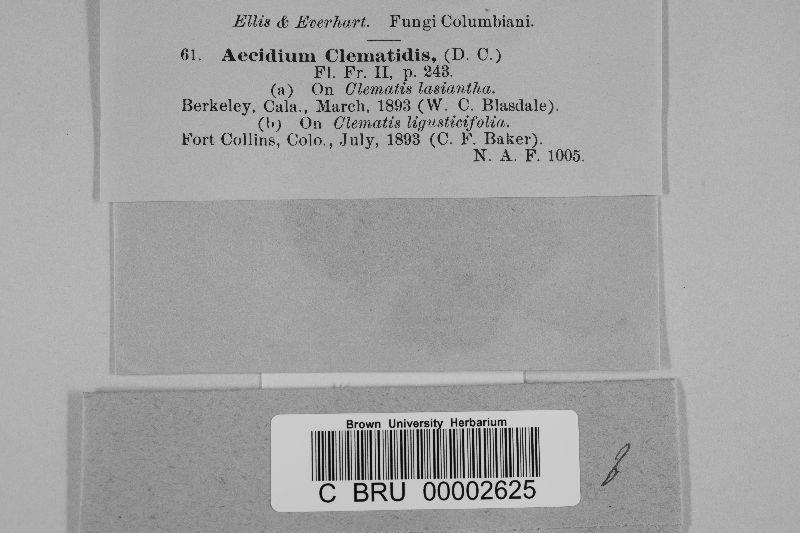 Ellis & Everhart. Fungi Columbiani.
61. Aecidium Clematidis, (D. C.)
Fl. Fr. II, p. 243.
(a) On Clematis lasiantha.
Berkeley, Cala., March, 1893 (W. C. Blasdale).
(b) On Clematis ligusticifolia.
Fort Collins, Colo., July, 1893 (C. F. Baker).
N. A. F. 1005.
Brown University Herbarium
C BRU 00002625